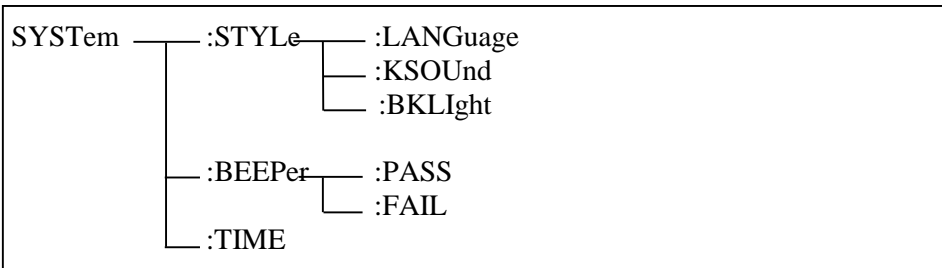 SYSTem :STYLe :LANGuage
:KSOUnd
:BKLIght
:BEEPer :PASS
:FAIL
:TIME